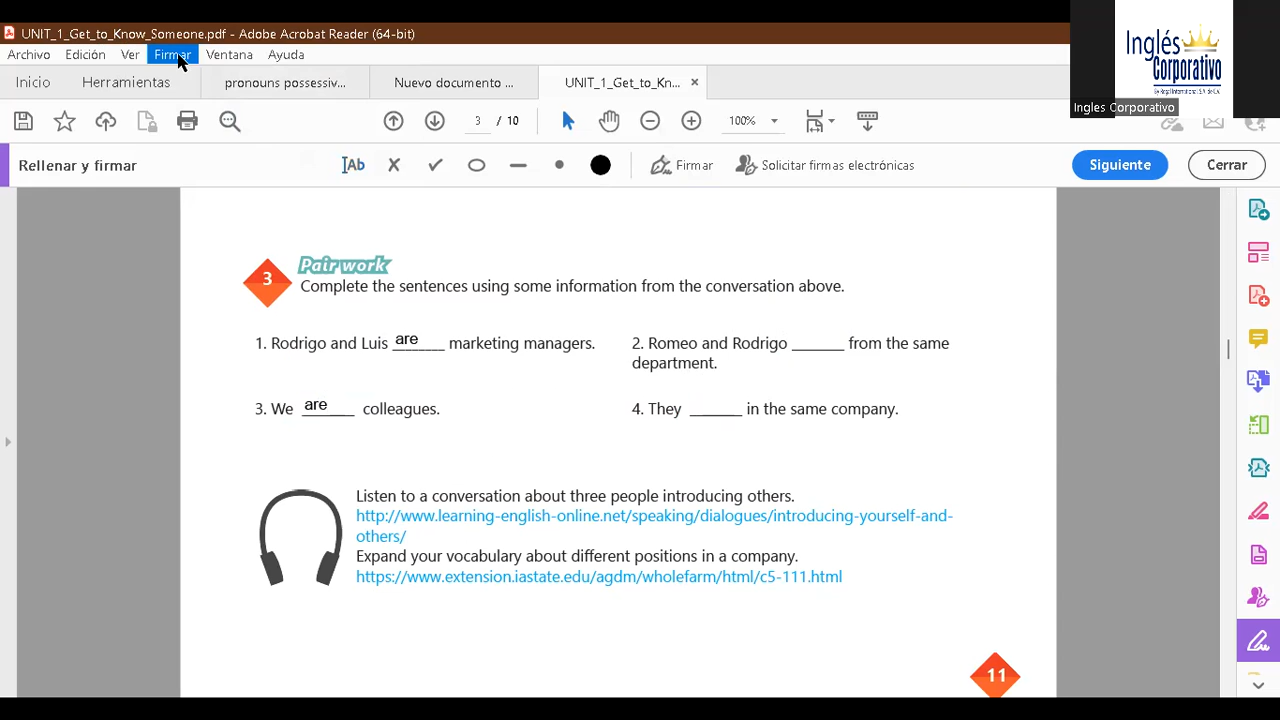 UNIT_1_Get_to_Know_Someone.pdf - Adobe Acrobat Reader (64-bit)
Archivo Edición Ver Firmar Ventana Ayuda
Inicio Herramientas pronouns possessiv... Nuevo documento ... UNIT_1_Get_to_Kn... ×
3 / 10 100%
Rellenar y firmar Ab Firmar Solicitar firmas electrónicas Siguiente Cerrar
Inglés
Corporativo
by Regal International, S.A. de C.V.
Ingles Corporativo
3 Pair work
Complete the sentences using some information from the conversation above.
1. Rodrigo and Luis are marketing managers. 2. Romeo and Rodrigo _______ from the same
department.
3. We are colleagues. 4. They _______ in the same company.
Listen to a conversation about three people introducing others.
http://www.learning-english-online.net/speaking/dialogues/introducing-yourself-and-
others/
Expand your vocabulary about different positions in a company.
https://www.extension.iastate.edu/agdm/wholefarm/html/c5-111.html
11